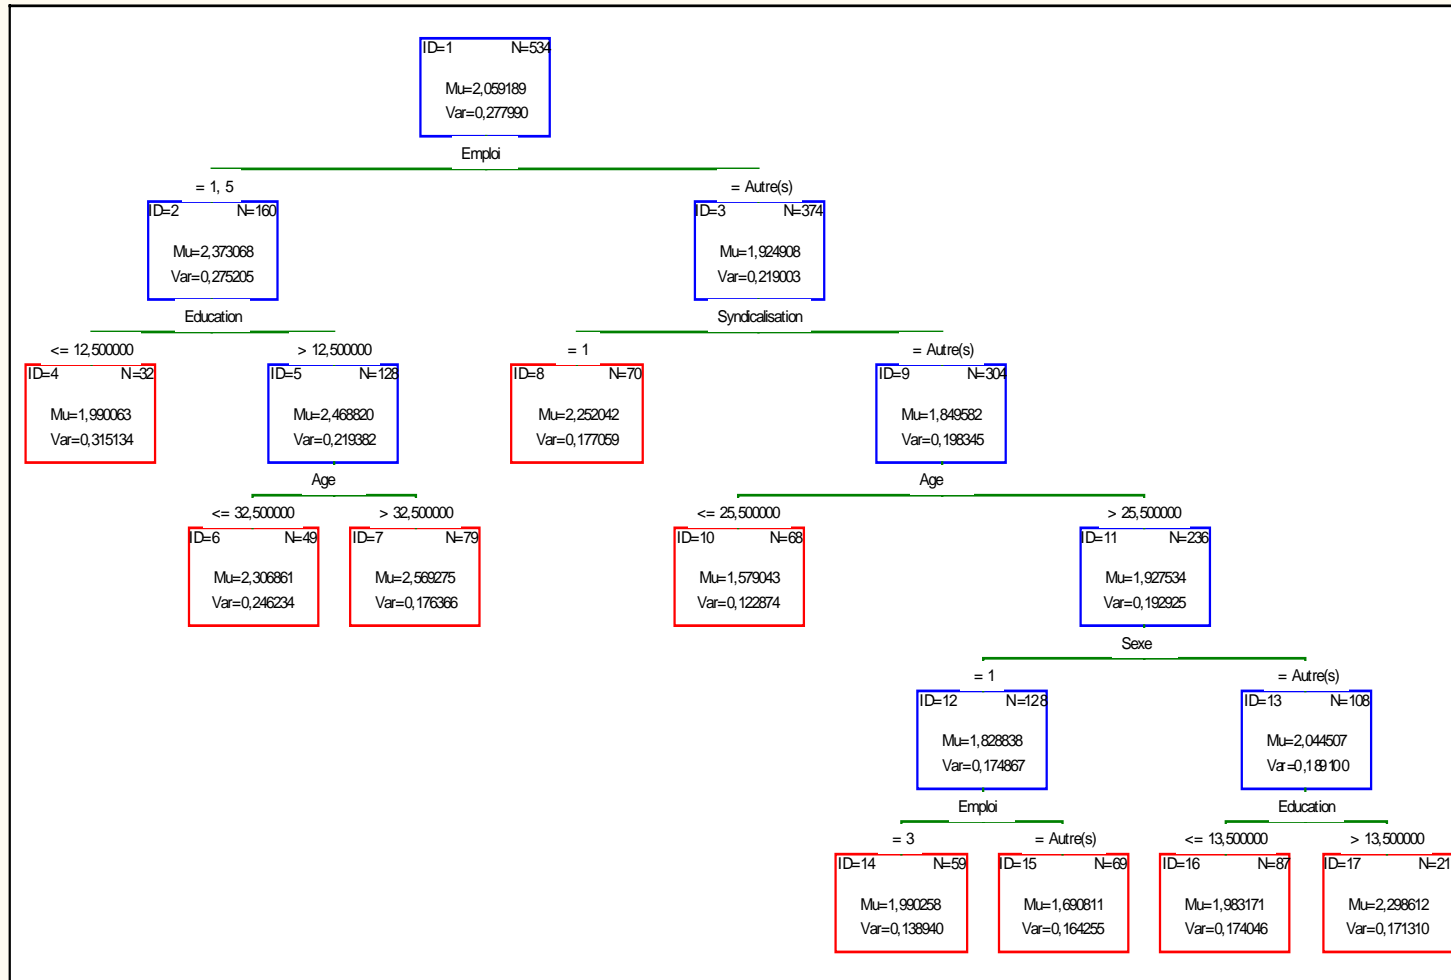 ID=1 N=534
Mu=2,059189
Var=0,277990
Emploi
= 1, 5 = Autre(s)
ID=2 N=160 ID=3 N=374
Mu=2,373068 Mu=1,924908
Var=0,275205 Var=0,219003
Education Syndicalisation
<= 12,500000 > 12,500000 = 1 = Autre(s)
ID=4 N=32 ID=5 N=128 ID=8 N=70 ID=9 N=304
Mu=1,990063 Mu=2,468820 Mu=2,252042 Mu=1,849582
Var=0,315134 Var=0,219382 Var=0,177059 Var=0,198345
Age Age
<= 32,500000 > 32,500000 <= 25,500000 > 25,500000
ID=6 N=49 ID=7 N=79 ID=10 N=68 ID=11 N=236
Mu=2,306861 Mu=2,569275 Mu=1,579043 Mu=1,927534
Var=0,246234 Var=0,176366 Var=0,122874 Var=0,192925
Sexe
= 1 = Autre(s)
ID=12 N=128 ID=13 N=108
Mu=1,828838 Mu=2,044507
Var=0,174867 Var=0,189100
Emploi Education
= 3 = Autre(s) <= 13,500000 > 13,500000
ID=14 N=59 ID=15 N=69 ID=16 N=87 ID=17 N=21
Mu=1,990258 Mu=1,690811 Mu=1,983171 Mu=2,298612
Var=0,138940 Var=0,164255 Var=0,174046 Var=0,171310